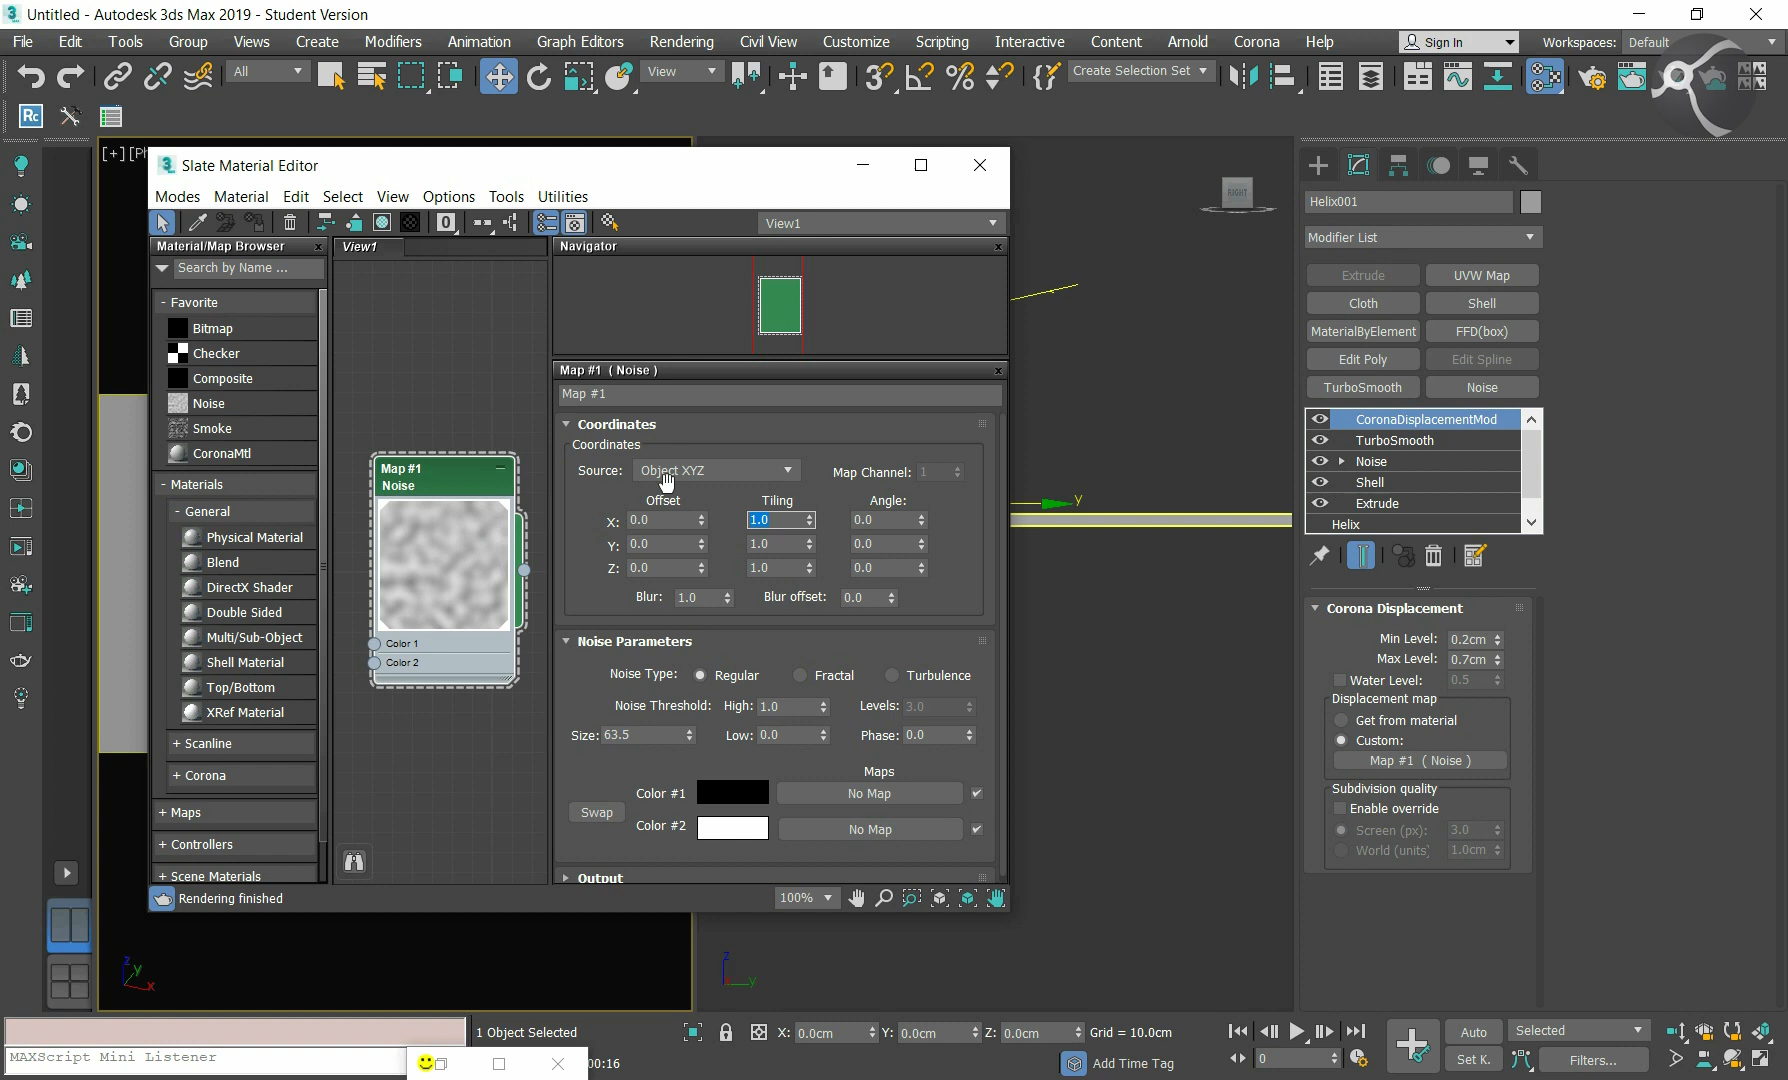 Untitled - Autodesk 3ds Max 2019 - Student Version
File Edit Tools Group Views Create Modifiers Animation Graph Editors Rendering Civil View Customize Scripting Interactive Content Arnold Corona Help Sign In Workspaces: Default
All View Create Selection Set
Rc
[+][Ph
Slate Material Editor
Modes Material Edit Select View Options Tools Utilities
0 View1
Material/Map Browser
View1
Navigator
Search by Name ...
- Favorite
Bitmap
Checker
Composite
Noise
Smoke
CoronaMtl
- Materials
- General
Physical Material
Blend
DirectX Shader
Double Sided
Multi/Sub-Object
Shell Material
Top/Bottom
XRef Material
+ Scanline
+ Corona
+ Maps
+ Controllers
+ Scene Materials
Map #1
Noise
Color 1
Color 2
Map #1 ( Noise )
Map #1
Coordinates
Coordinates
Source: Object XYZ Map Channel: 1
Offset Tiling Angle:
X: 0.0 1.0 0.0
Y: 0.0 1.0 0.0
Z: 0.0 1.0 0.0
Blur: 1.0 Blur offset: 0.0
Noise Parameters
Noise Type: Regular Fractal Turbulence
Noise Threshold: High: 1.0 Levels: 3.0
Size: 63.5 Low: 0.0 Phase: 0.0
Maps
Color #1 No Map
Swap
Color #2 No Map
Output
Rendering finished
100%
RIGHT
y
z
y
x
z
y
Helix001
Modifier List
Extrude UVW Map
Cloth Shell
MaterialByElement FFD(box)
Edit Poly Edit Spline
TurboSmooth Noise
CoronaDisplacementMod
TurboSmooth
Noise
Shell
Extrude
Helix
Corona Displacement
Min Level: 0.2cm
Max Level: 0.7cm
Water Level: 0.5
Displacement map
Get from material
Custom:
Map #1 ( Noise )
Subdivision quality
Enable override
Screen (px): 3.0
World (units) 1.0cm
1 Object Selected X: 0.0cm Y: 0.0cm Z: 0.0cm Grid = 10.0cm Auto Selected
MAXScript Mini Listener
00:16 Add Time Tag 0 Set K. Filters...